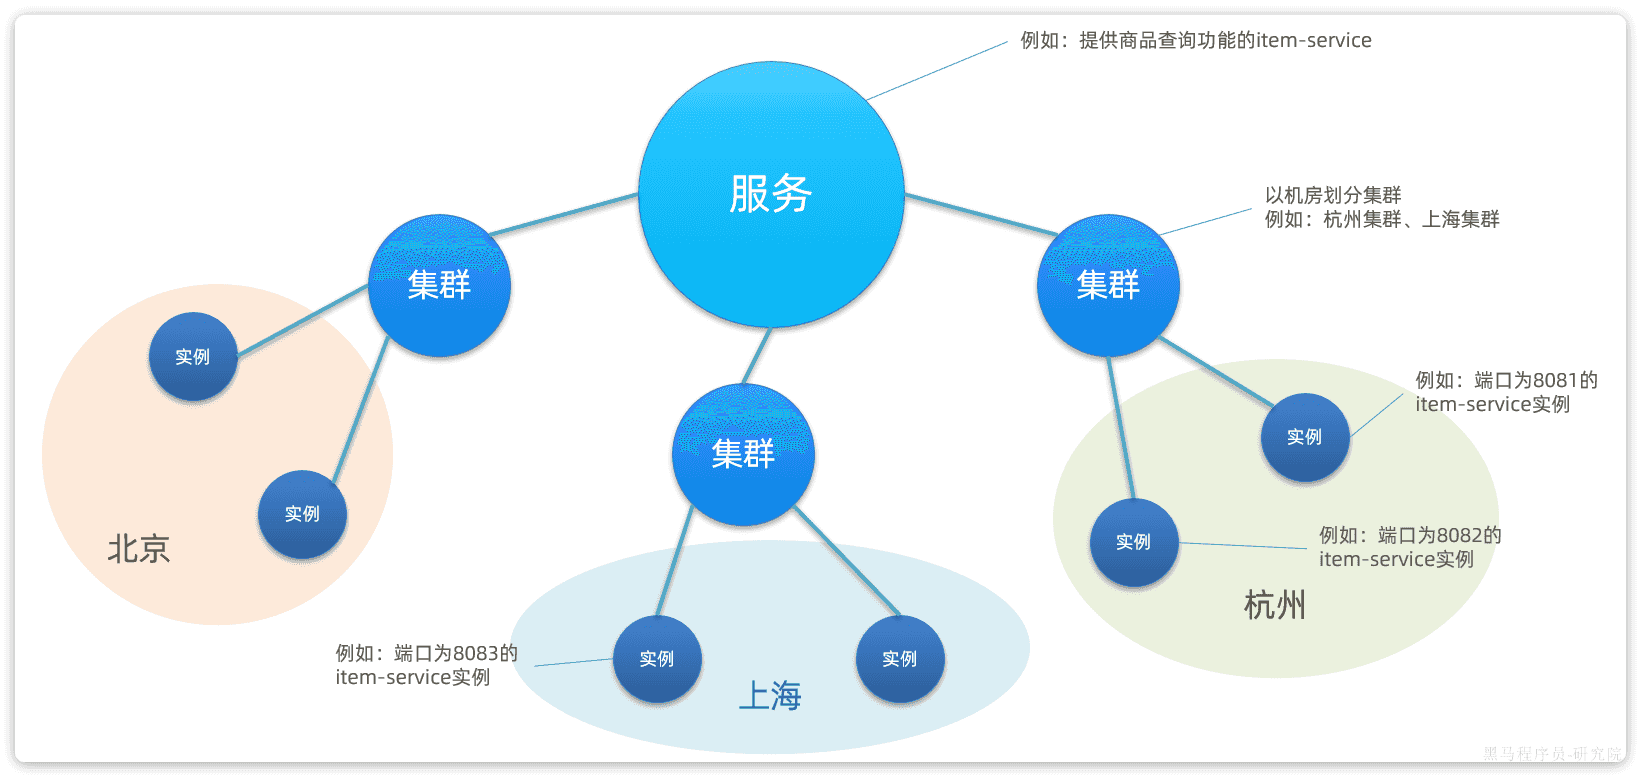 例如：提供商品查询功能的item-service
服务
以机房划分集群
例如：杭州集群、上海集群
集群
集群
实例
例如：端口为8081的
item-service实例
实例
集群
实例
实例
例如：端口为8082的
item-service实例
北京
杭州
例如：端口为8083的
item-service实例
实例
实例
上海
黑马程序员-研究院